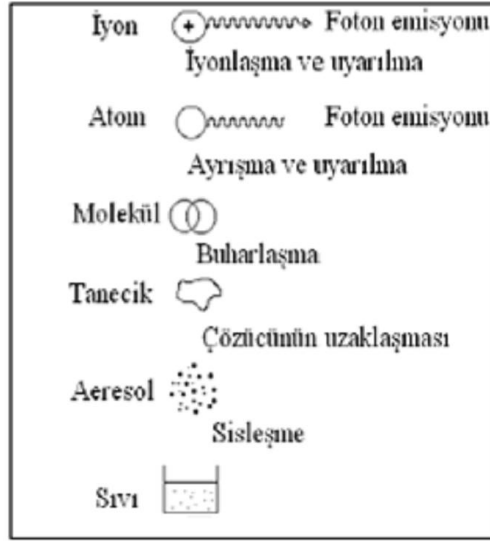 İyon + Foton emisyonu
İyonlaşma ve uyarılma
Atom Foton emisyonu
Ayrışma ve uyarılma
Molekül
Buharlaşma
Tanecik
Çözücünün uzaklaşması
Aeresol
Sisleşme
Sıvı